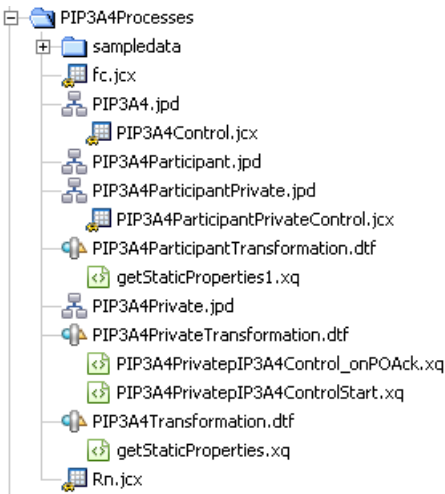 PIP3A4Processes
sampledata
fc.jcx
PIP3A4.jpd
PIP3A4Control.jcx
PIP3A4Participant.jpd
PIP3A4ParticipantPrivate.jpd
PIP3A4ParticipantPrivateControl.jcx
PIP3A4ParticipantTransformation.dtf
getStaticProperties1.xq
PIP3A4Private.jpd
PIP3A4PrivateTransformation.dtf
PIP3A4PrivatepIP3A4Control_onPOAck.xq
PIP3A4PrivatepIP3A4ControlStart.xq
PIP3A4Transformation.dtf
getStaticProperties.xq
Rn.jcx